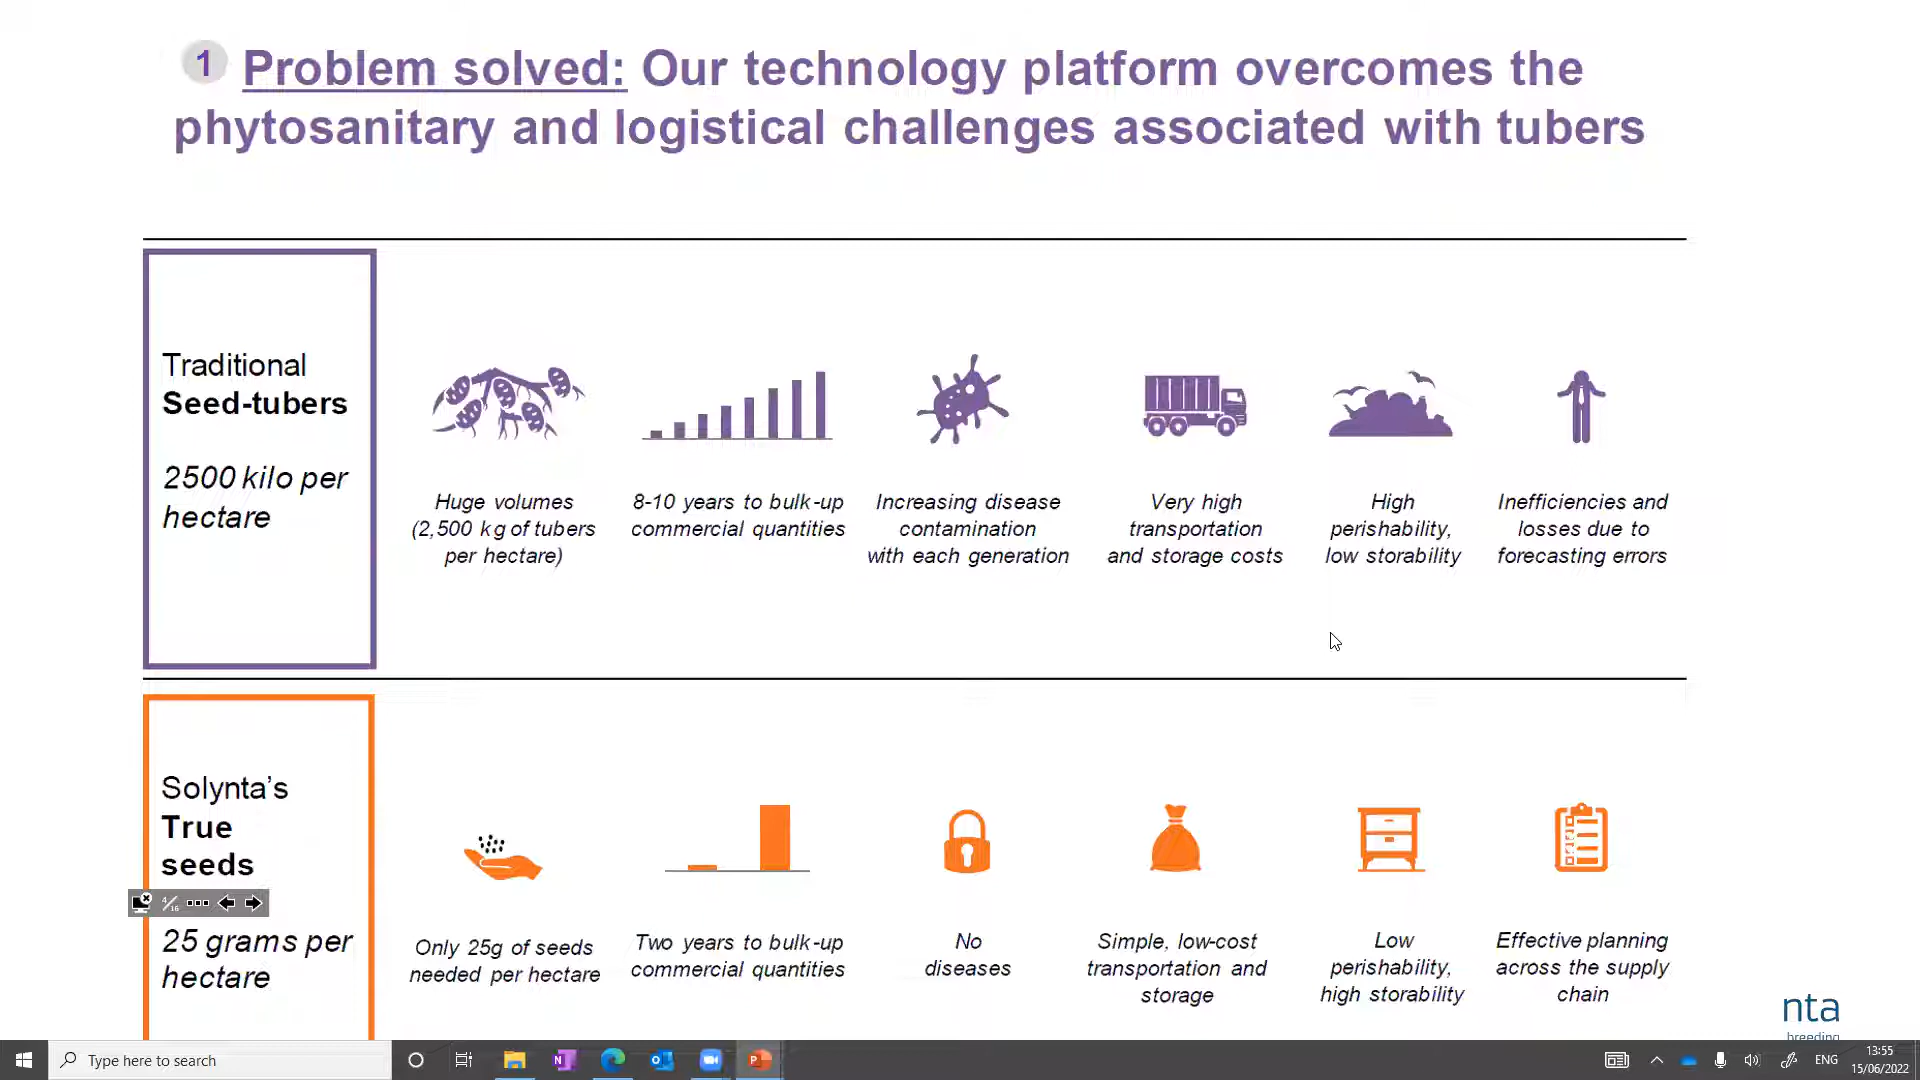 1 Problem solved: Our technology platform overcomes the
phytosanitary and logistical challenges associated with tubers
Traditional
Seed-tubers
2500 kilo per
hectare
Huge volumes
(2,500 kg of tubers
per hectare)
8-10 years to bulk-up
commercial quantities
Increasing disease
contamination
with each generation
Very high
transportation
and storage costs
High
perishability,
low storability
Inefficiencies and
losses due to
forecasting errors
Solynta’s
True
seeds
4/16
25 grams per
hectare
Only 25g of seeds
needed per hectare
Two years to bulk-up
commercial quantities
No
diseases
Simple, low-cost
transportation and
storage
Low
perishability,
high storability
Effective planning
across the supply
chain
nta
breeding
Type here to search
ENG
13:55
15/06/2022